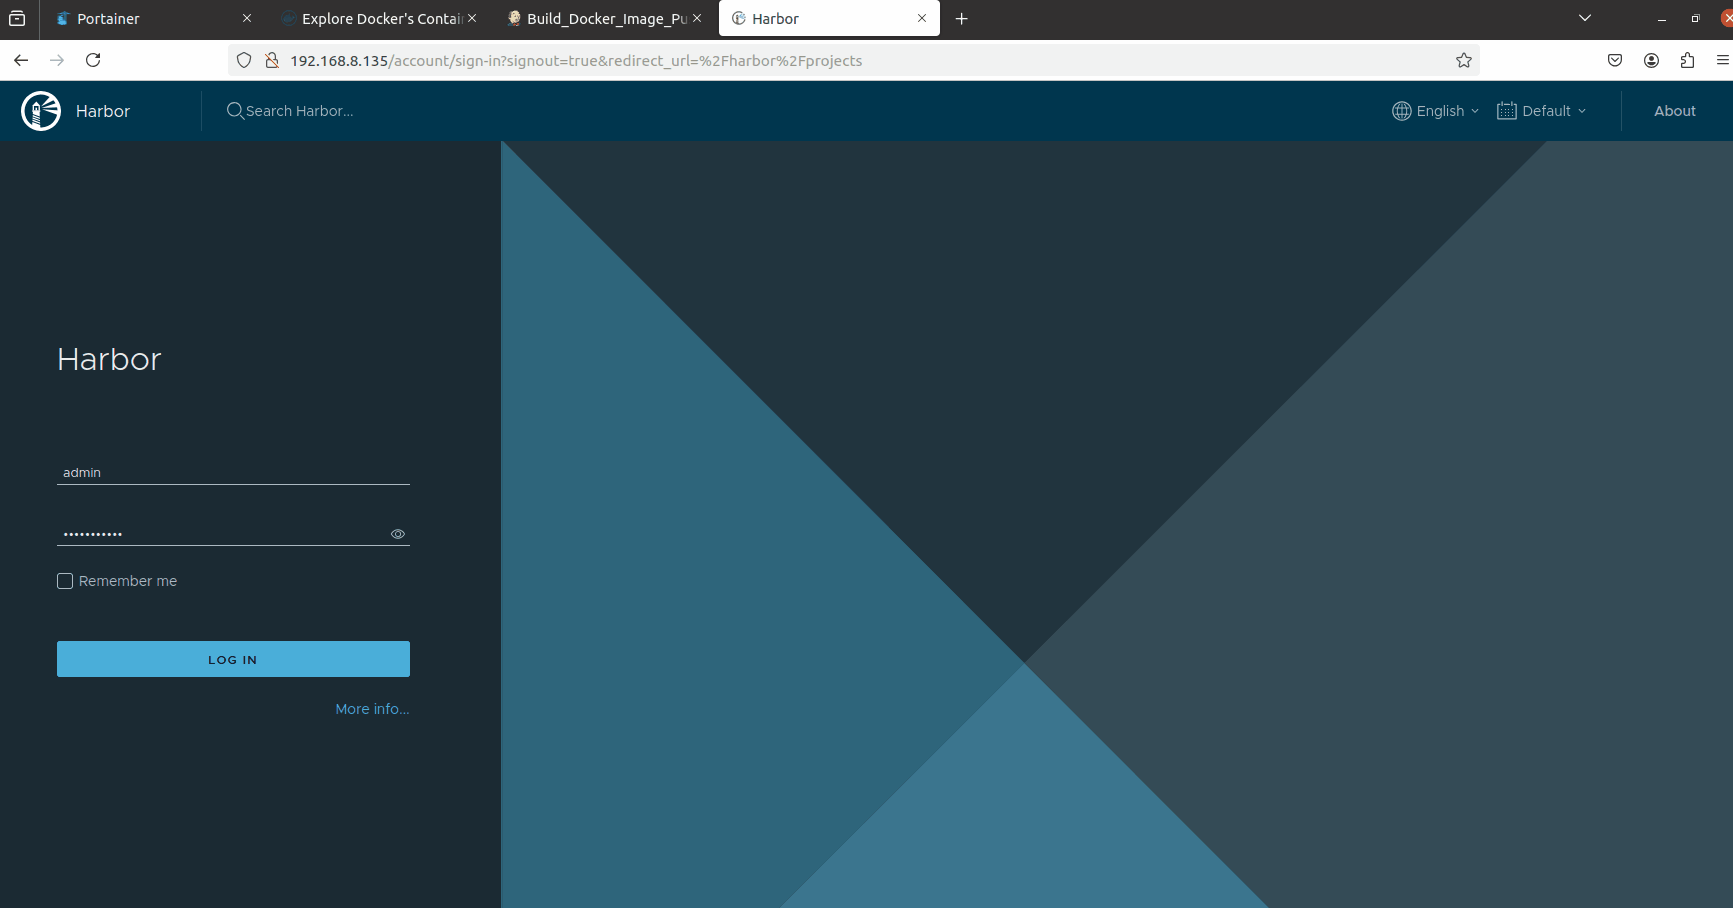 Portainer
Explore Docker's Contai
Build_Docker_Image_Pu
Harbor
192.168.8.135/account/sign-in?signout=true&redirect_url=%2Fharbor%2Fprojects
Harbor
Search Harbor...
English
Default
About
Harbor
admin
Remember me
LOG IN
More info...